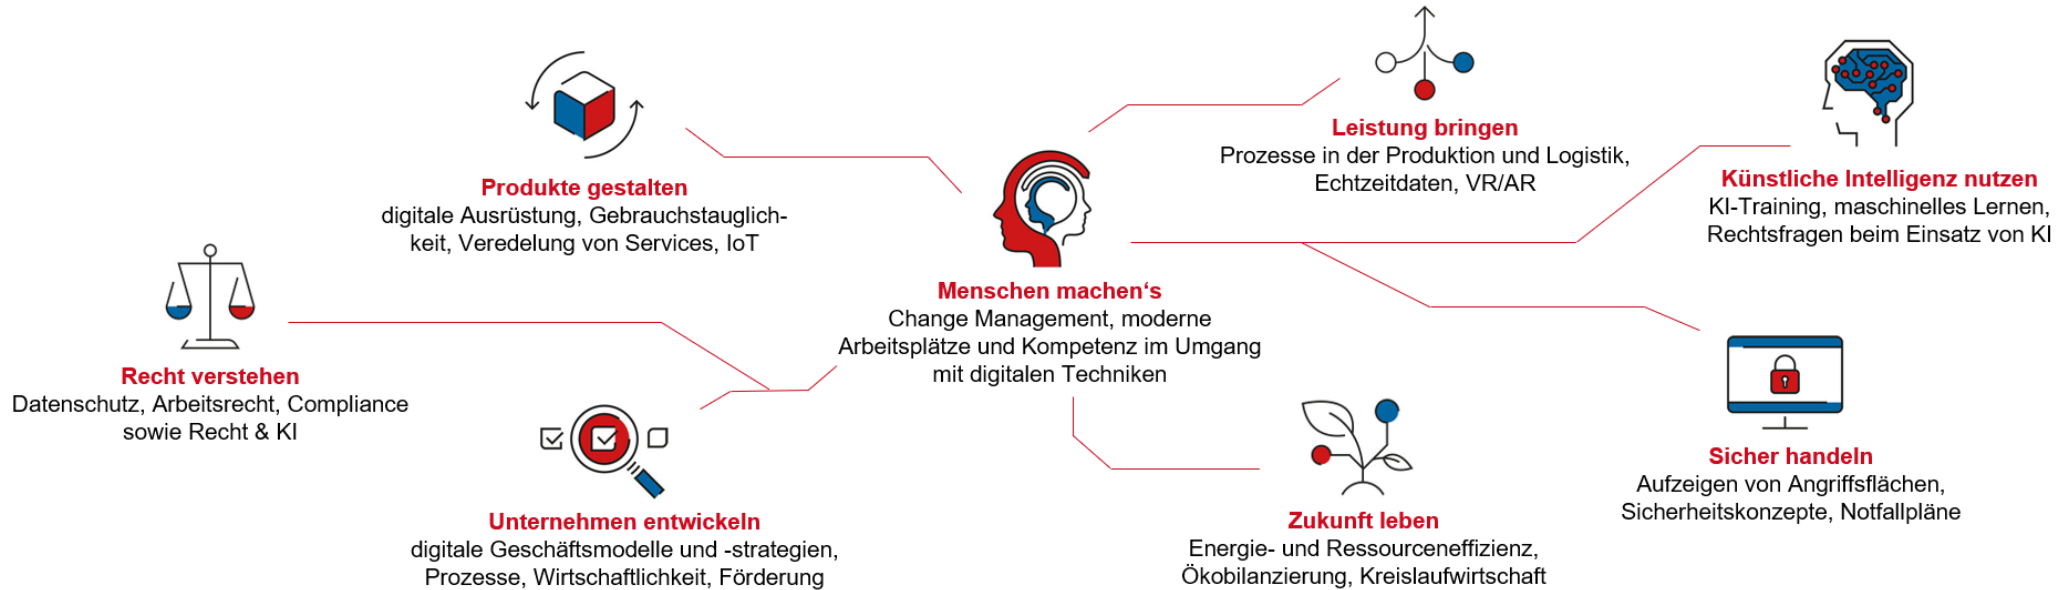 Leistung bringen
Prozesse in der Produktion und Logistik,
Echtzeitdaten, VR/AR
Künstliche Intelligenz nutzen
KI-Training, maschinelles Lernen,
Rechtsfragen beim Einsatz von KI
Produkte gestalten
digitale Ausrüstung, Gebrauchstauglich-
keit, Veredelung von Services, IoT
Menschen machen‘s
Change Management, moderne
Arbeitsplätze und Kompetenz im Umgang
mit digitalen Techniken
Recht verstehen
Datenschutz, Arbeitsrecht, Compliance
sowie Recht & KI
Sicher handeln
Aufzeigen von Angriffsflächen,
Sicherheitskonzepte, Notfallpläne
Unternehmen entwickeln
digitale Geschäftsmodelle und -strategien,
Prozesse, Wirtschaftlichkeit, Förderung
Zukunft leben
Energie- und Ressourceneffizienz,
Ökobilanzierung, Kreislaufwirtschaft